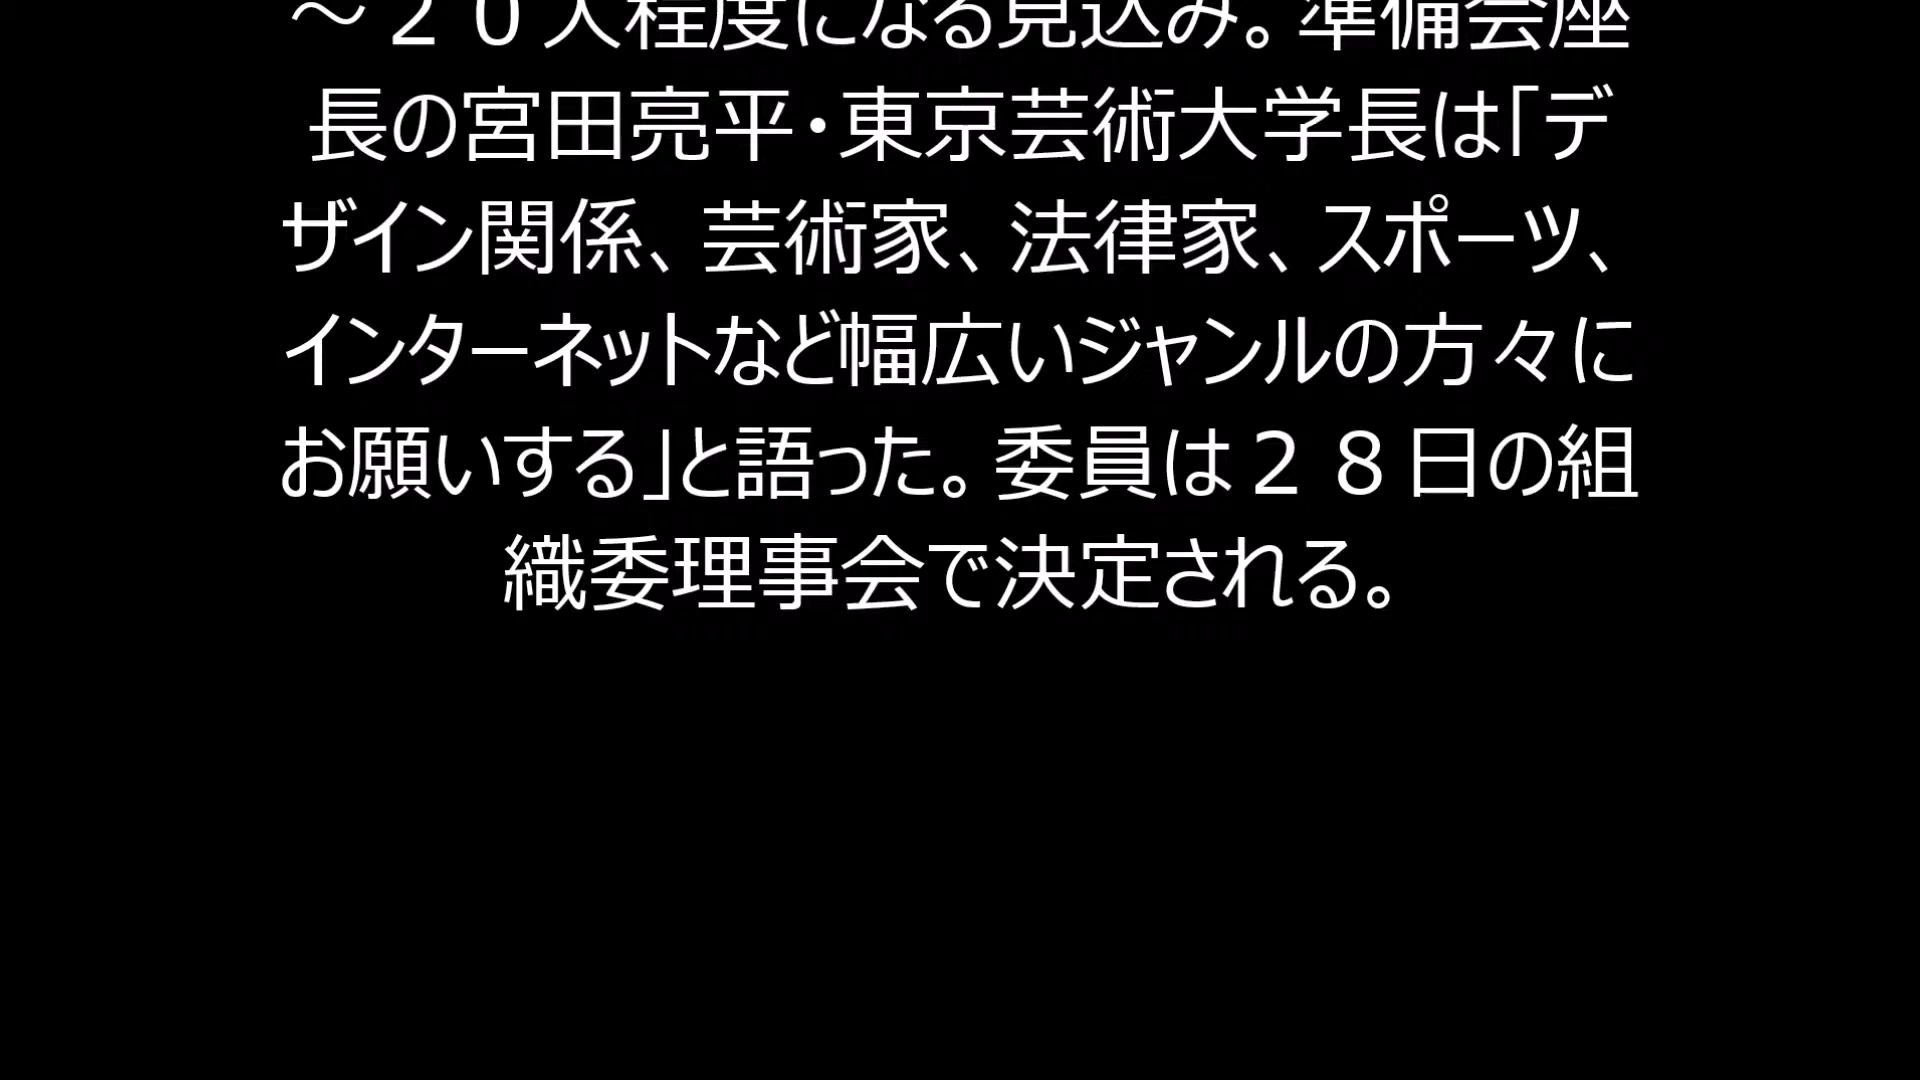 ～２０人程度になる見込み。準備会座
長の宮田亮平・東京芸術大学長は「デ
ザイン関係、芸術家、法律家、スポーツ、
インターネットなど幅広いジャンルの方々に
お願いする」と語った。委員は２８日の組
織委理事会で決定される。